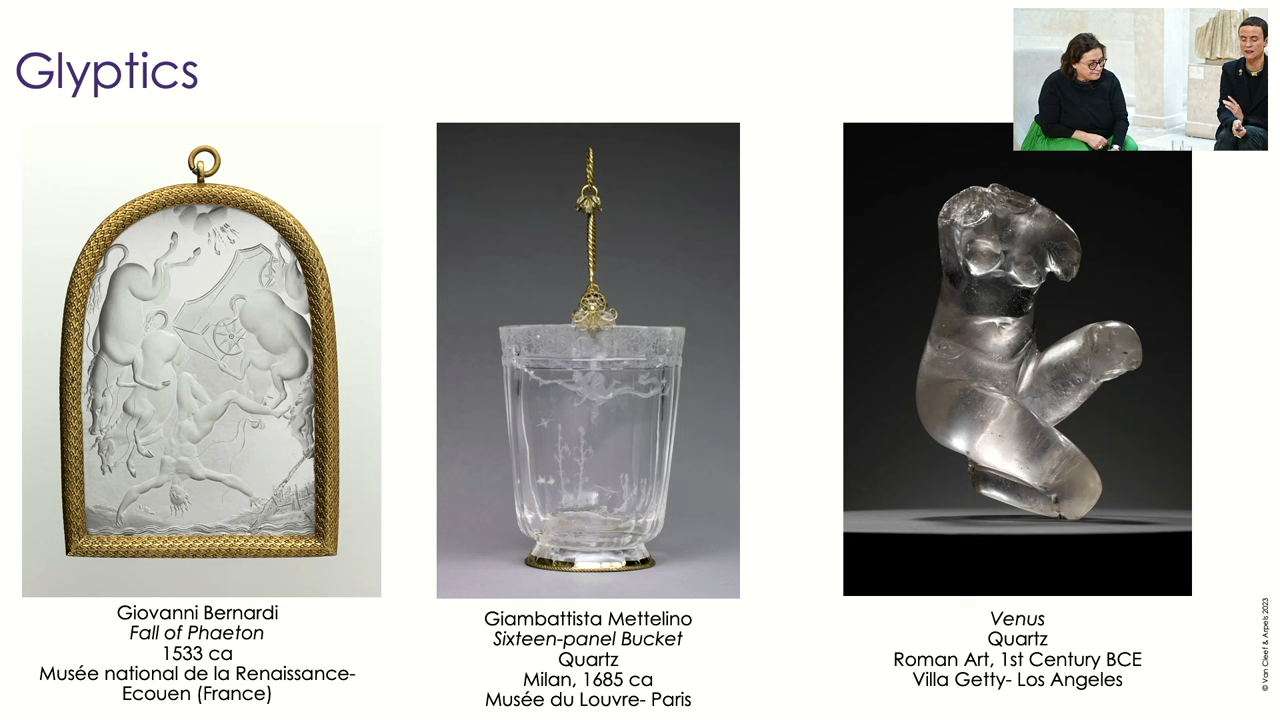 Glyptics
Giovanni Bernardi
Fall of Phaeton
1533 ca
Musée national de la Renaissance-
Ecouen (France)
Giambattista Mettelino
Sixteen-panel Bucket
Quartz
Milan, 1685 ca
Musée du Louvre- Paris
Venus
Quartz
Roman Art, 1st Century BCE
Villa Getty- Los Angeles
© Van Cleef & Arpels 2023